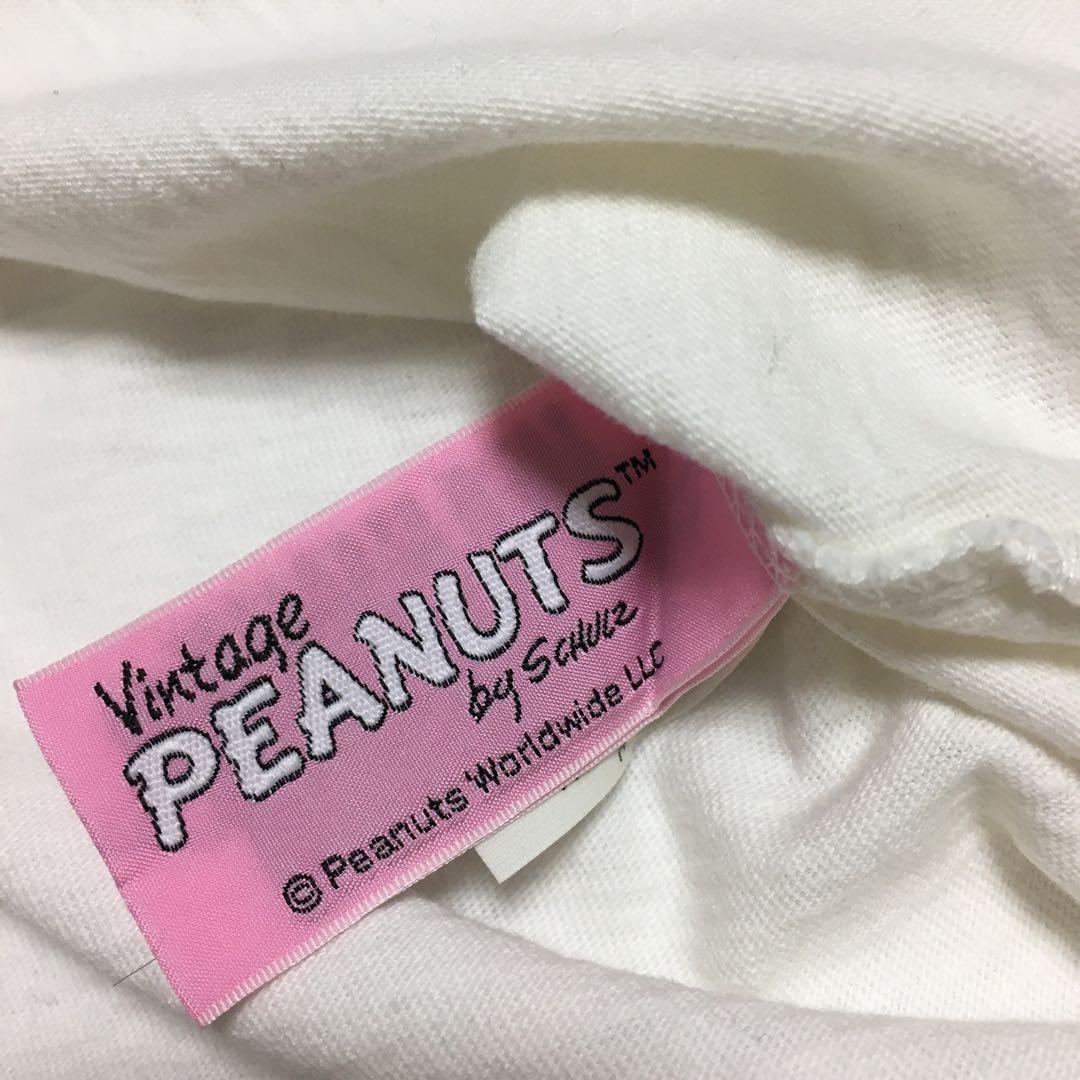 Vintage
PEANUTS™
by SCHULZ
©Peanuts Worldwide LLC